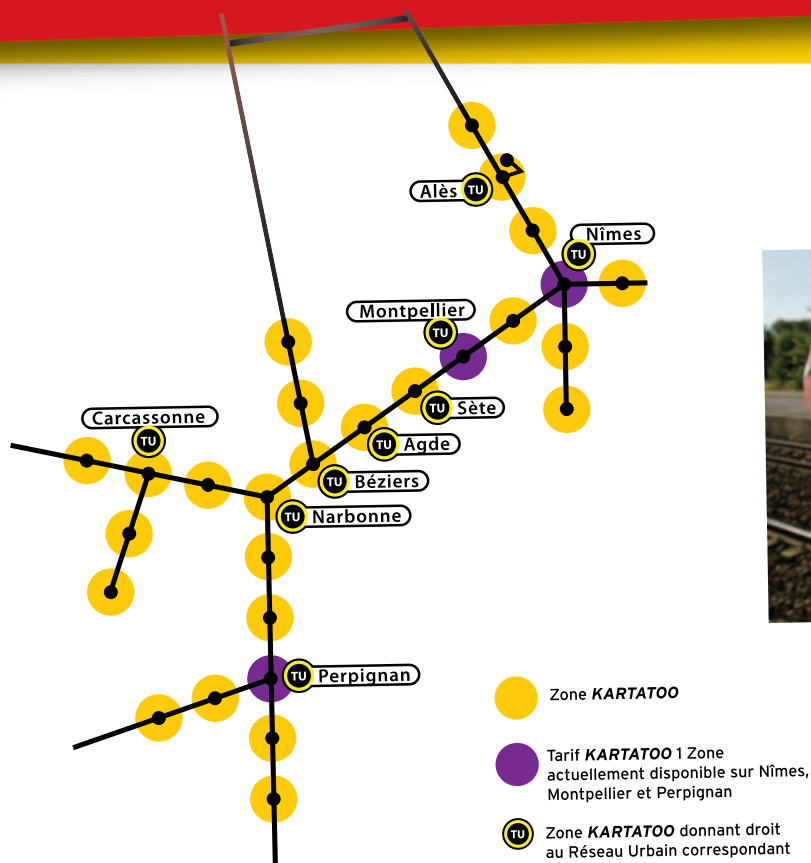 Alès TU
Nîmes
TU
Montpellier
TU
TU Sète
Carcassonne
TU
TU Agde
TU Béziers
TU Narbonne
TU Perpignan
Zone KARTATOO
Tarif KARTATOO 1 Zone
actuellement disponible sur Nîmes,
Montpellier et Perpignan
TU Zone KARTATOO donnant droit
au Réseau Urbain correspondant